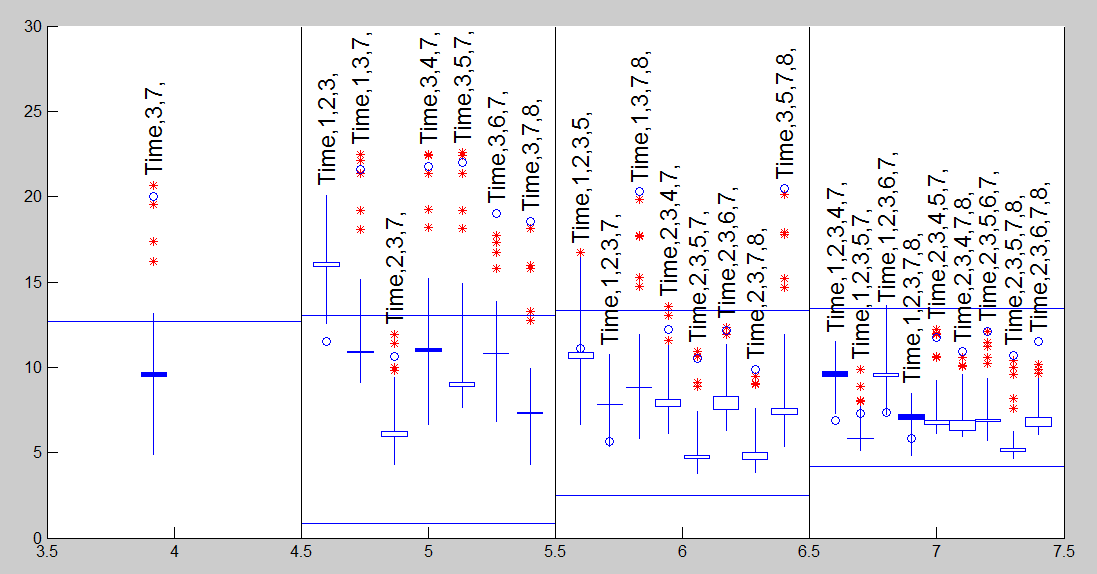 30
25
20
15
10
5
0
Time,3,7,
Time,1,2,3,
Time,1,3,7,
Time,2,3,7,
Time,3,4,7,
Time,3,5,7,
Time,3,6,7,
Time,3,7,8,
Time,1,2,3,5,
Time,1,2,3,7,
Time,1,3,7,8,
Time,2,3,4,7,
Time,2,3,5,7,
Time,2,3,6,7,
Time,2,3,7,8,
Time,3,5,7,8,
Time,1,2,3,4,7,
Time,1,2,3,5,7,
Time,1,2,3,6,7,
Time,1,2,3,7,8,
Time,2,3,4,5,7,
Time,2,3,4,7,8,
Time,2,3,5,6,7,
Time,2,3,5,7,8,
Time,2,3,6,7,8,
3.5 4 4.5 5 5.5 6 6.5 7 7.5